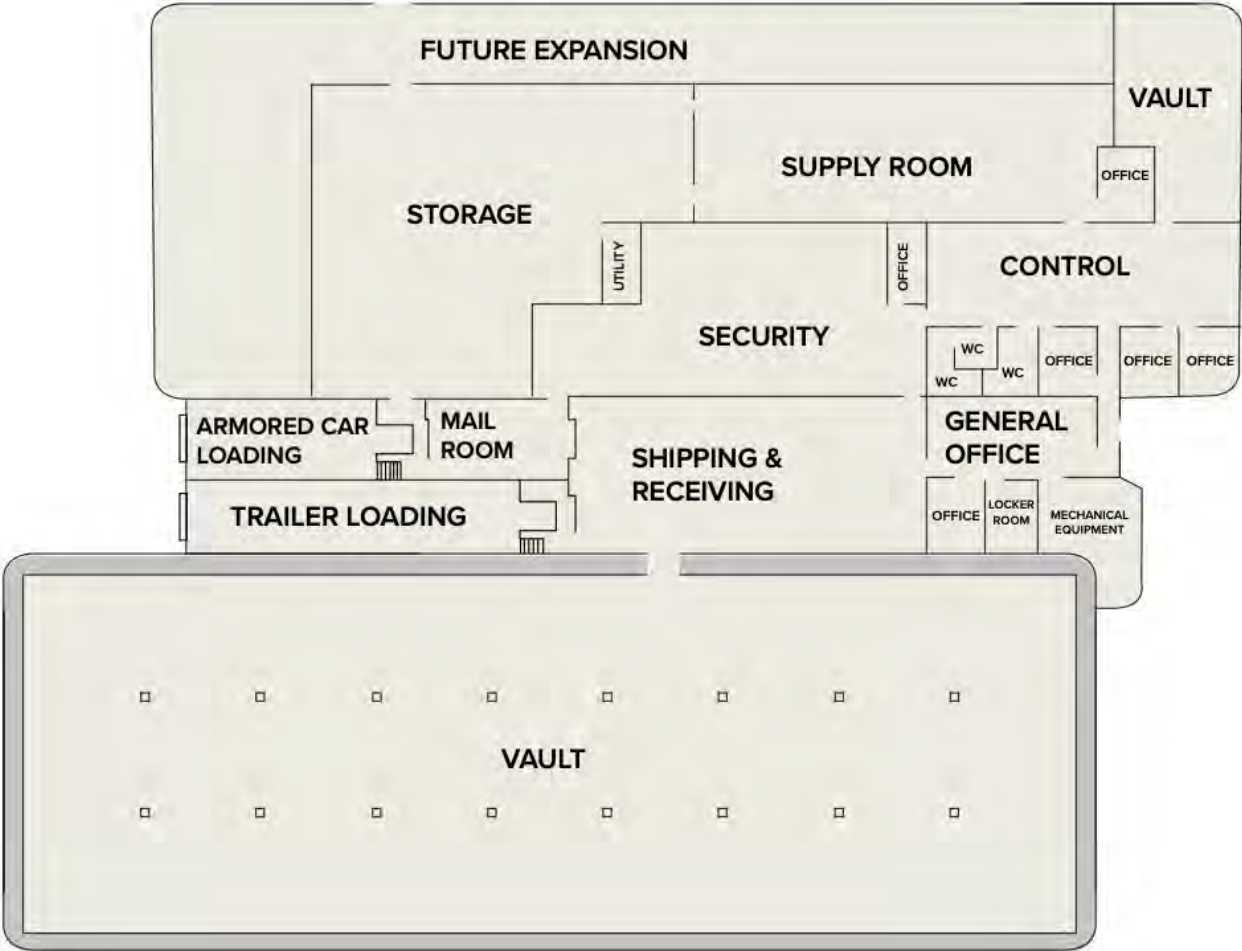 FUTURE EXPANSION
VAULT
SUPPLY ROOM
OFFICE
STORAGE
UTILITY
OFFICE
CONTROL
SECURITY
WC
WC
WC
OFFICE
OFFICE
OFFICE
ARMORED CAR
LOADING
MAIL
ROOM
GENERAL
OFFICE
SHIPPING &
RECEIVING
TRAILER LOADING
OFFICE
LOCKER
ROOM
MECHANICAL
EQUIPMENT
VAULT